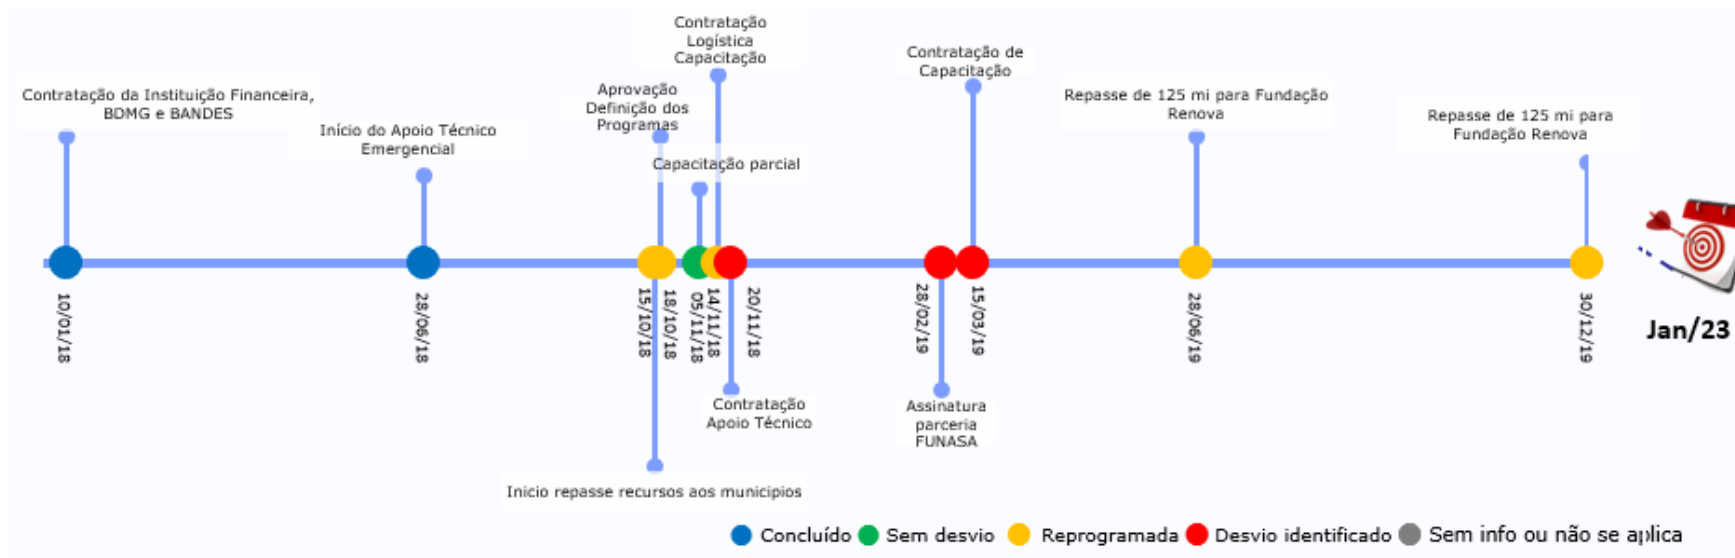 Contratação
Logística
Capacitação
Contratação de
Capacitação
Contratação da Instituição Financeira,
BDMG e BANDES
Aprovação
Definição dos
Programas
Repasse de 125 mi para Fundação
Renova
Repasse de 125 mi para
Fundação Renova
Início do Apoio Técnico
Emergencial
Capacitação parcial
10/01/18
28/06/18
15/10/18
18/10/18
05/11/18
14/11/18
20/11/18
28/02/19
15/03/19
28/06/19
30/12/19
Jan/23
Contratação
Apoio Técnico
Assinatura
parceria
FUNASA
Inicio repasse recursos aos municipios
Concluído
Sem desvio
Reprogramada
Desvio identificado
Sem info ou não se aplica